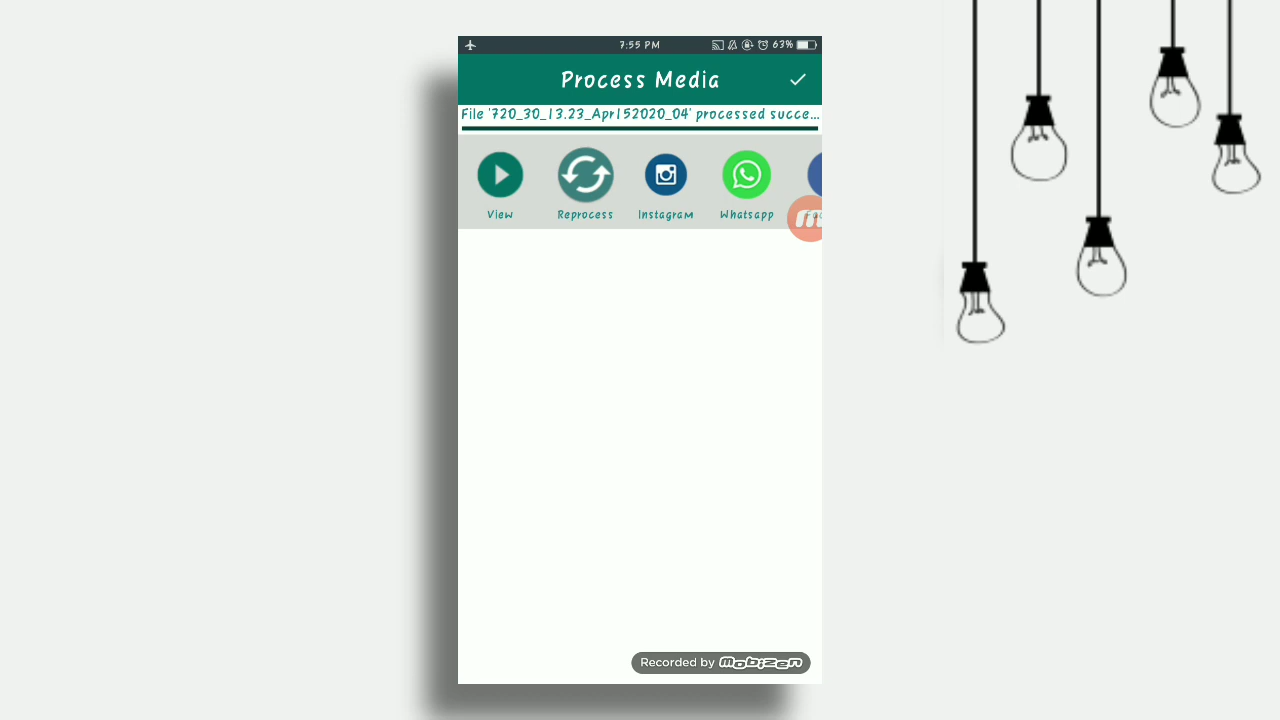 7:55 PM 63%
Process Media
File '720_30_13.23_Apr152020_04' processed succe...
View Reprocess Instagram Whatsapp
Recorded by Mobizen